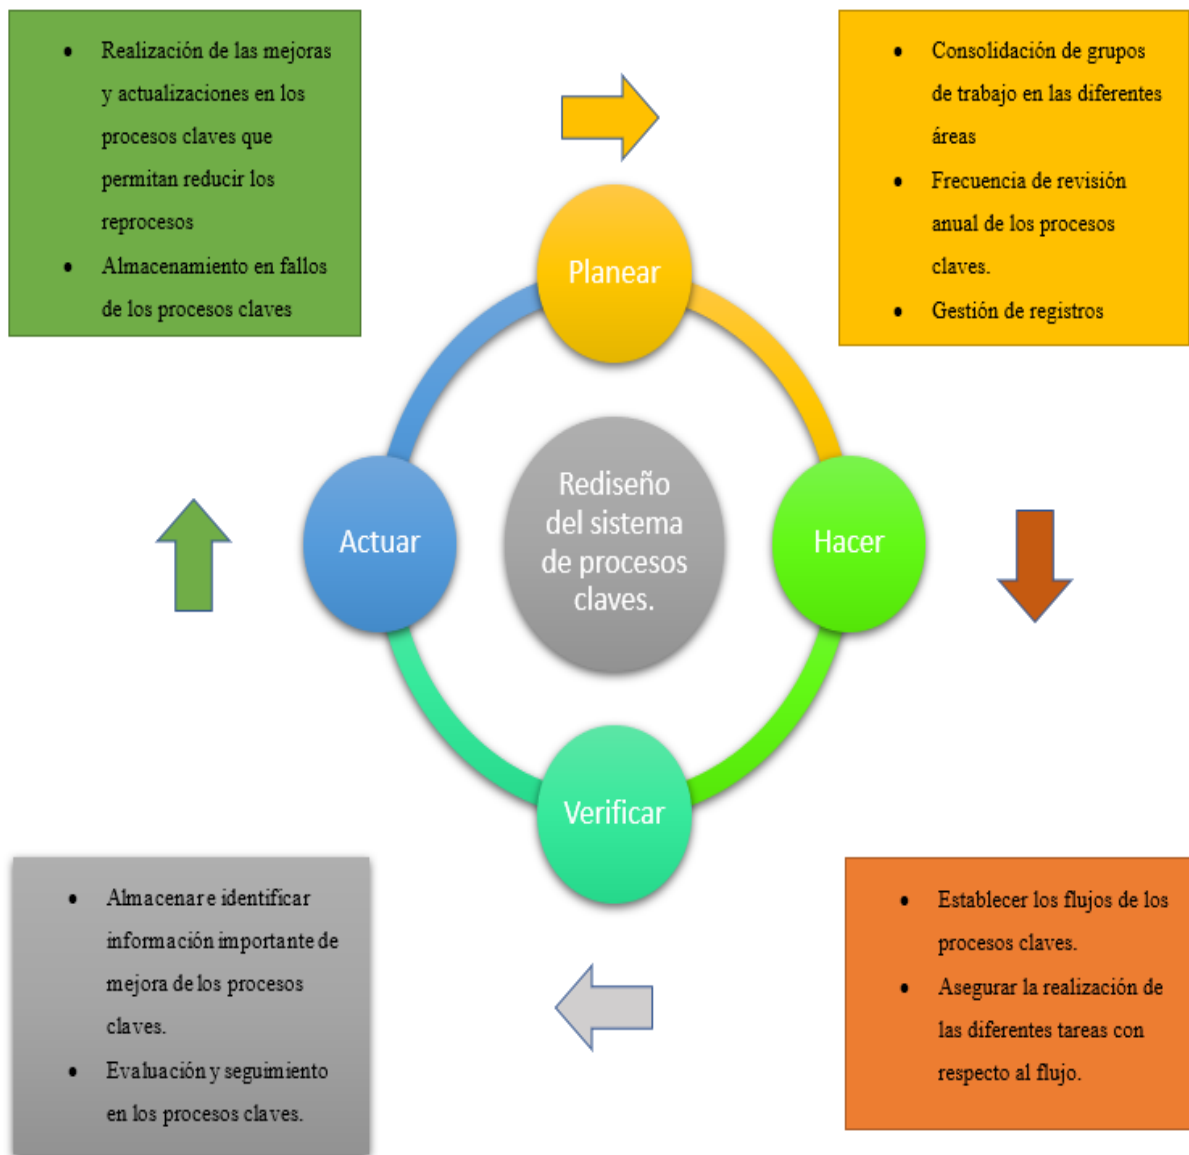 • Realización de las mejoras
y actualizaciones en los
procesos claves que
permitan reducir los
reprocesos
• Almacenamiento en fallos
de los procesos claves
• Consolidación de grupos
de trabajo en las diferentes
áreas
• Frecuencia de revisión
anual de los procesos
claves.
• Gestión de registros
Planear
Actuar
Rediseño
del sistema
de procesos
claves.
Hacer
Verificar
• Almacenar e identificar
información importante de
mejora de los procesos
claves.
• Evaluación y seguimiento
en los procesos claves.
• Establecer los flujos de los
procesos claves.
• Asegurar la realización de
las diferentes tareas con
respecto al flujo.